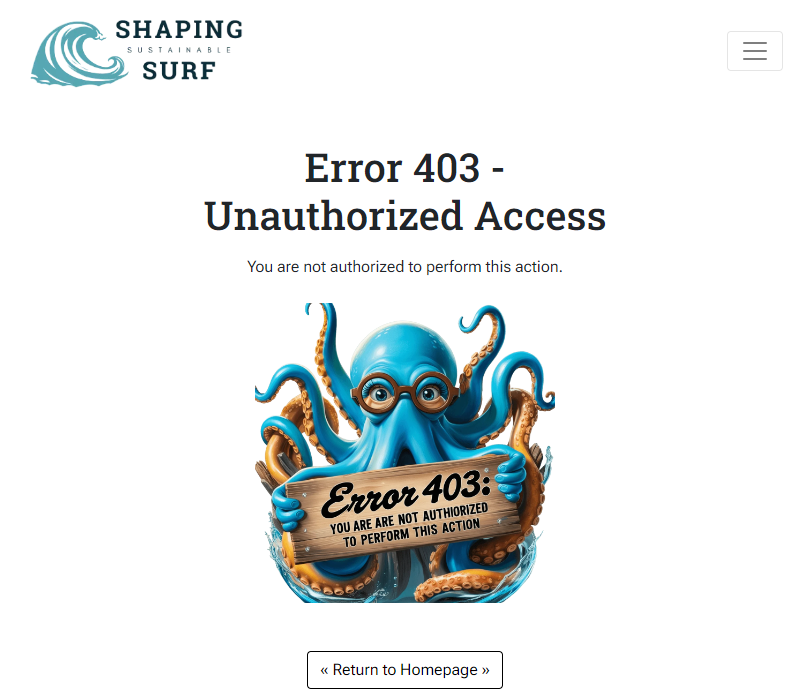 SHAPING
SUSTAINABLE
SURF
Error 403 -
Unauthorized Access
You are not authorized to perform this action.
Error 403:
YOU ARE ARE NOT AUTHIORIZED
TO PERFORM THIS ACTION
« Return to Homepage »